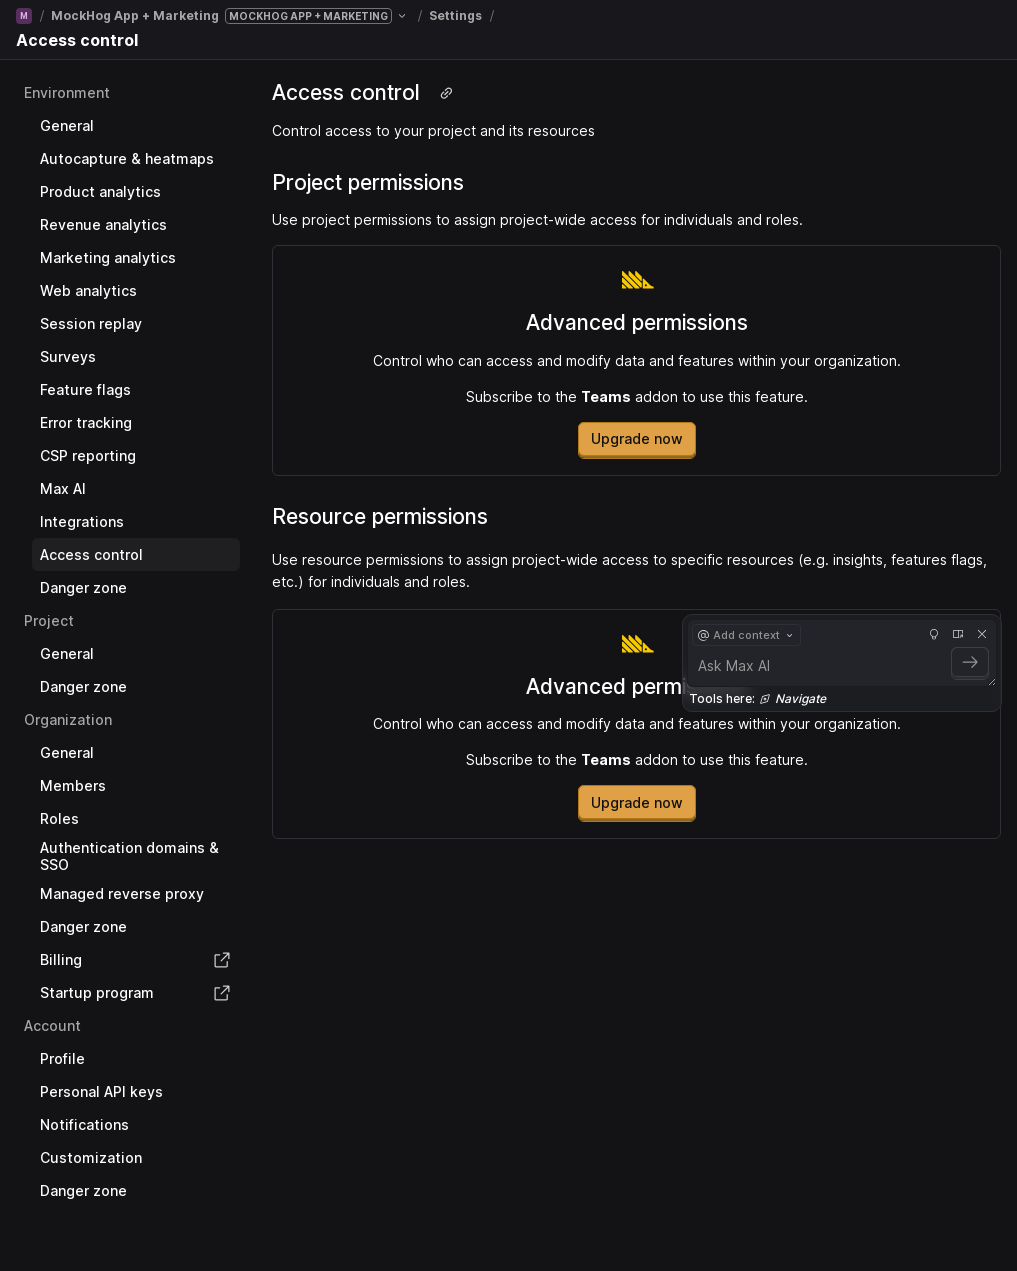 M / MockHog App + Marketing MOCKHOG APP + MARKETING / Settings /
Access control
Environment
General
Autocapture & heatmaps
Product analytics
Revenue analytics
Marketing analytics
Web analytics
Session replay
Surveys
Feature flags
Error tracking
CSP reporting
Max AI
Integrations
Access control
Danger zone
Project
General
Danger zone
Organization
General
Members
Roles
Authentication domains &
SSO
Managed reverse proxy
Danger zone
Billing
Startup program
Account
Profile
Personal API keys
Notifications
Customization
Danger zone
Access control
Control access to your project and its resources
Project permissions
Use project permissions to assign project-wide access for individuals and roles.
Advanced permissions
Control who can access and modify data and features within your organization.
Subscribe to the Teams addon to use this feature.
Upgrade now
Resource permissions
Use resource permissions to assign project-wide access to specific resources (e.g. insights, features flags,
etc.) for individuals and roles.
Advanced permi
Control who can access and modify data and features within your organization.
Subscribe to the Teams addon to use this feature.
Upgrade now
@ Add context
Ask Max AI
Tools here: Navigate